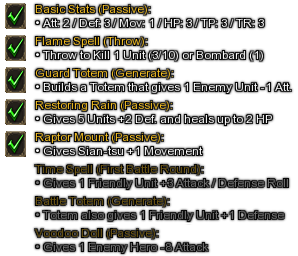 Basic Stats (Passive):
• Att: 2 / Def: 3 / Mov: 1 / HP: 3 / TP: 3 / TR: 3
Flame Spell (Throw):
• Throw to Kill 1 Unit (3/10) or Bombard (1)
Guard Totem (Generate):
• Builds a Totem that gives 1 Enemy Unit -1 Att.
Restoring Rain (Passive):
• Gives 5 Units +2 Def. and heals up to 2 HP
Raptor Mount (Passive):
• Gives Sian-tsu +1 Movement
Time Spell (First Battle Round):
• Gives 1 Friendly Unit +3 Attack / Defense Roll
Battle Totem (Generate):
• Totem also gives 1 Friendly Unit +1 Defense
Voodoo Doll (Passive):
• Gives 1 Enemy Hero -8 Attack